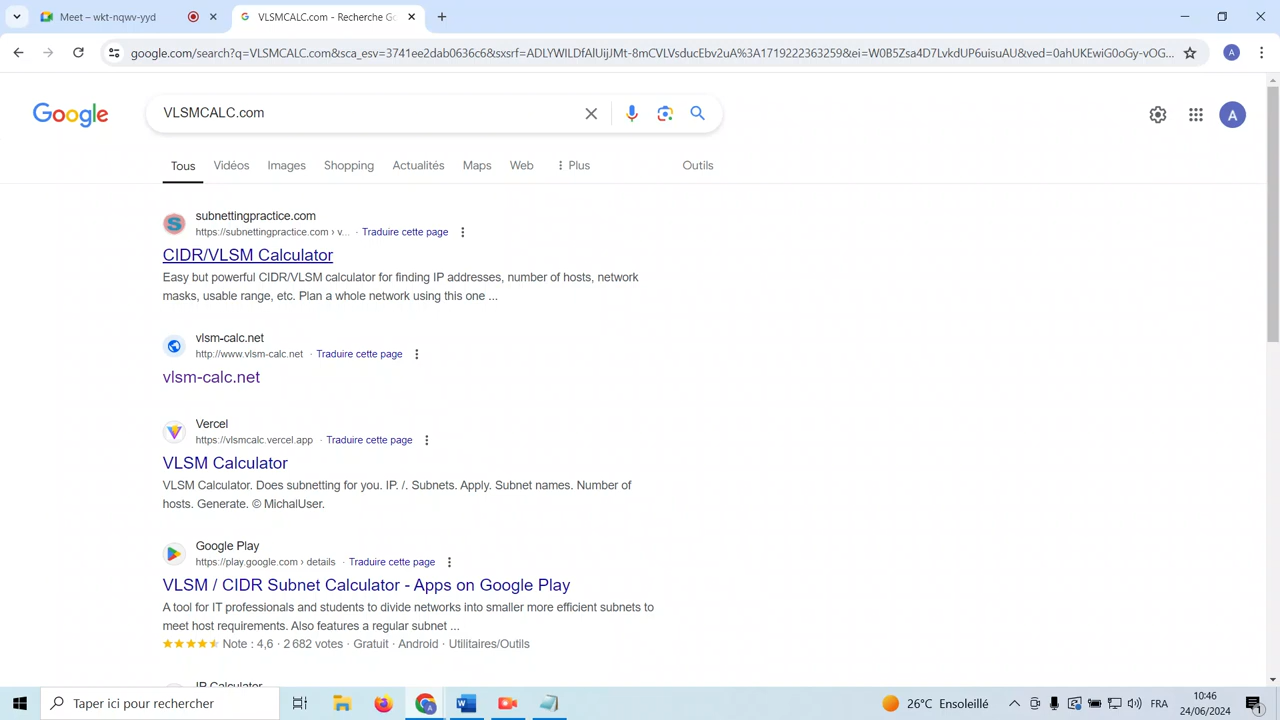 Meet – wkt-nqwv-yyd
VLSMCALC.com - Recherche Go
google.com/search?q=VLSMCALC.com&sca_esv=3741ee2dab0636c6&sxsrf=ADLYWILDfAlUijJMt-8mCVLVsducEbv2uA%3A1719222363259&ei=W0B5Zsa4D7LvkdUP6uisuAU&ved=0ahUKEwiG0oGy-vOG...
A
Google
VLSMCALC.com
A
Tous
Vidéos
Images
Shopping
Actualités
Maps
Web
Plus
Outils
subnettingpractice.com
https://subnettingpractice.com › v... · Traduire cette page
CIDR/VLSM Calculator
Easy but powerful CIDR/VLSM calculator for finding IP addresses, number of hosts, network
masks, usable range, etc. Plan a whole network using this one ...
vlsm-calc.net
http://www.vlsm-calc.net · Traduire cette page
vlsm-calc.net
Vercel
https://vlsmcalc.vercel.app · Traduire cette page
VLSM Calculator
VLSM Calculator. Does subnetting for you. IP. /. Subnets. Apply. Subnet names. Number of
hosts. Generate. © MichalUser.
Google Play
https://play.google.com › details · Traduire cette page
VLSM / CIDR Subnet Calculator - Apps on Google Play
A tool for IT professionals and students to divide networks into smaller more efficient subnets to
meet host requirements. Also features a regular subnet ...
Note : 4,6 · 2 682 votes · Gratuit · Android · Utilitaires/Outils
IP Calculator
Taper ici pour rechercher
26°C Ensoleillé
FRA
10:46
24/06/2024
1